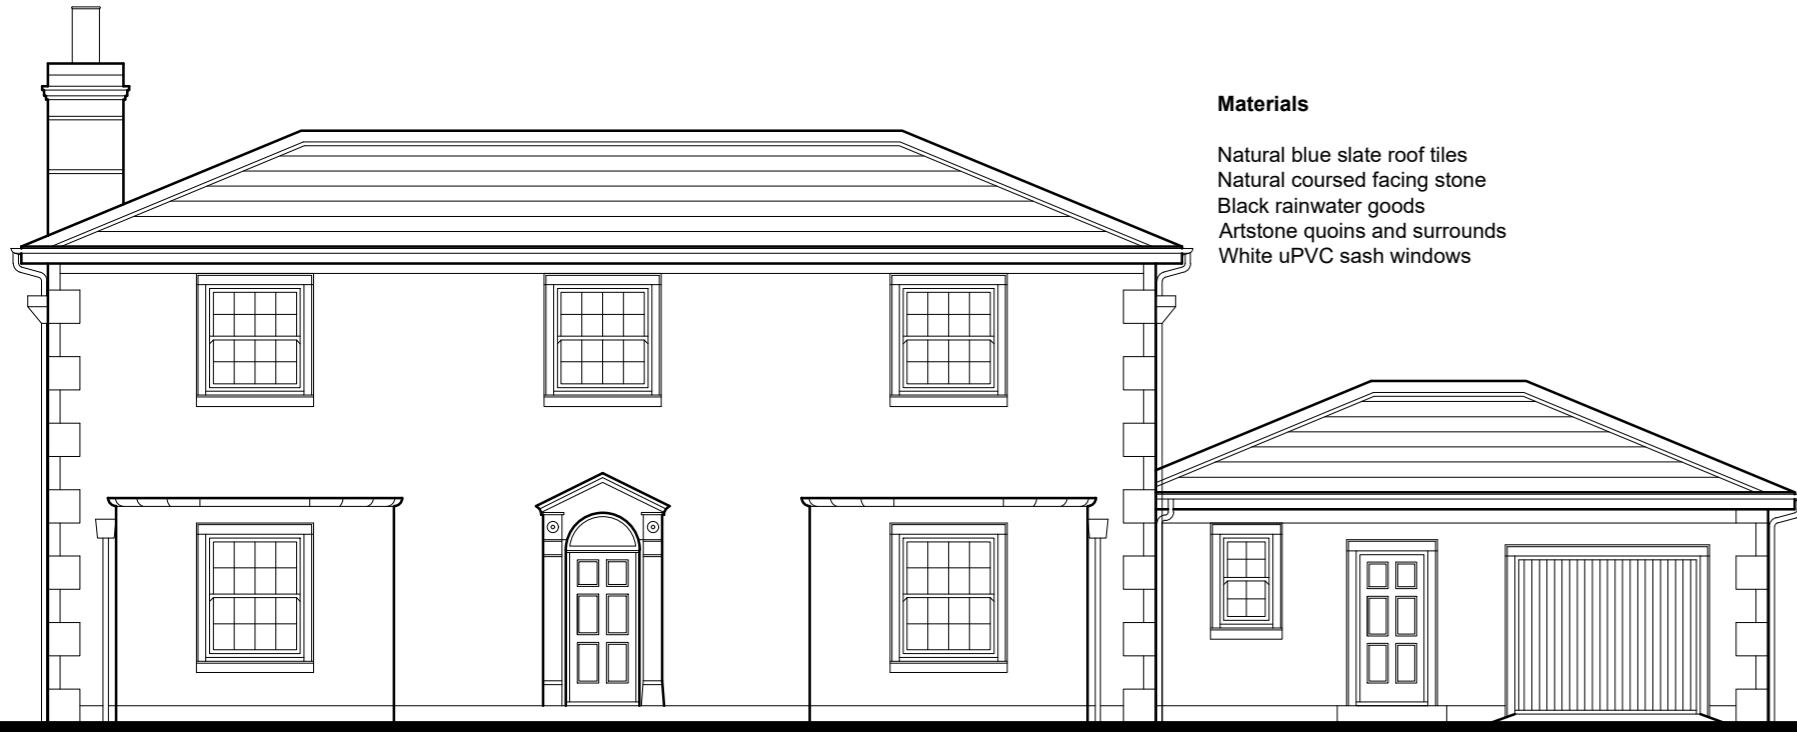 Materials
Natural blue slate roof tiles
Natural coursed facing stone
Black rainwater goods
Artstone quoins and surrounds
White uPVC sash windows